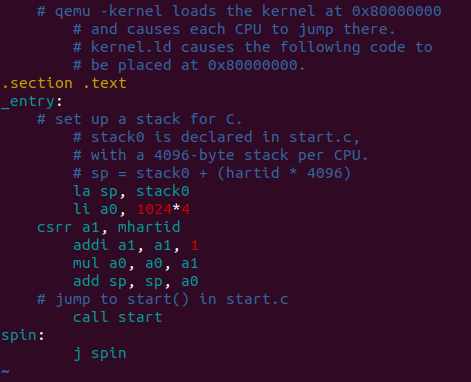 # qemu -kernel loads the kernel at 0x80000000
# and causes each CPU to jump there.
# kernel.ld causes the following code to
# be placed at 0x80000000.
.section .text
_entry:
# set up a stack for C.
# stack0 is declared in start.c,
# with a 4096-byte stack per CPU.
# sp = stack0 + (hartid * 4096)
la sp, stack0
li a0, 1024*4
csrr a1, mhartid
addi a1, a1, 1
mul a0, a0, a1
add sp, sp, a0
# jump to start() in start.c
call start
spin:
j spin
~